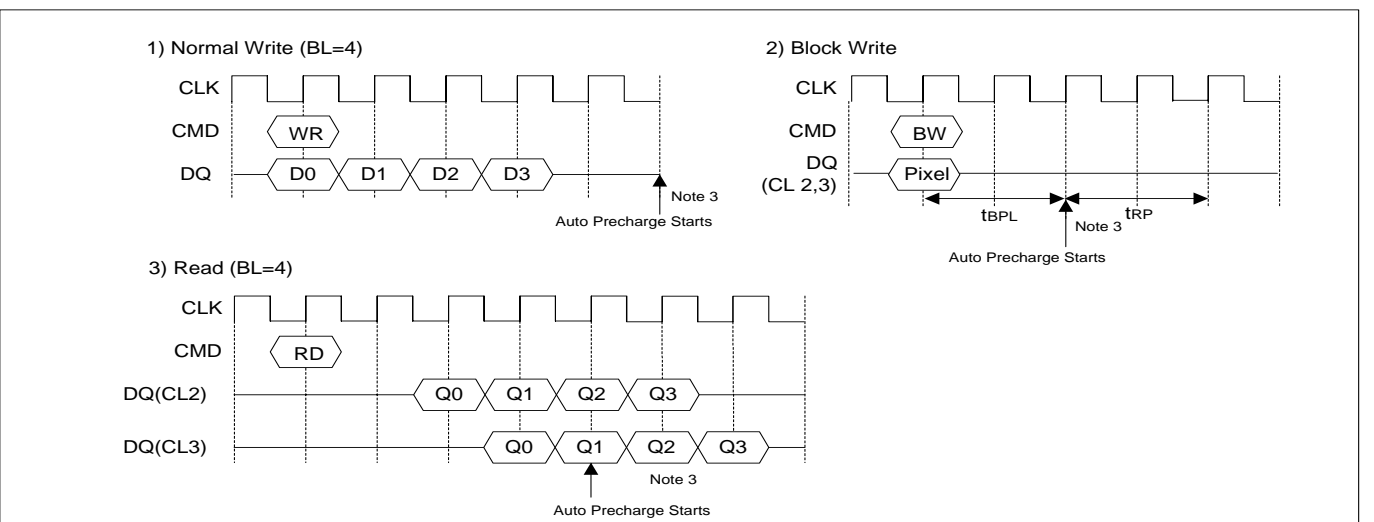 1) Normal Write (BL=4)
CLK
CMD
WR
DQ
D0 D1 D2 D3
Note 3
Auto Precharge Starts
2) Block Write
CLK
CMD
BW
DQ
(CL 2,3)
Pixel
tBPL
tRP
Note 3
Auto Precharge Starts
3) Read (BL=4)
CLK
CMD
RD
DQ(CL2)
Q0 Q1 Q2 Q3
DQ(CL3)
Q0 Q1 Q2 Q3
Note 3
Auto Precharge Starts